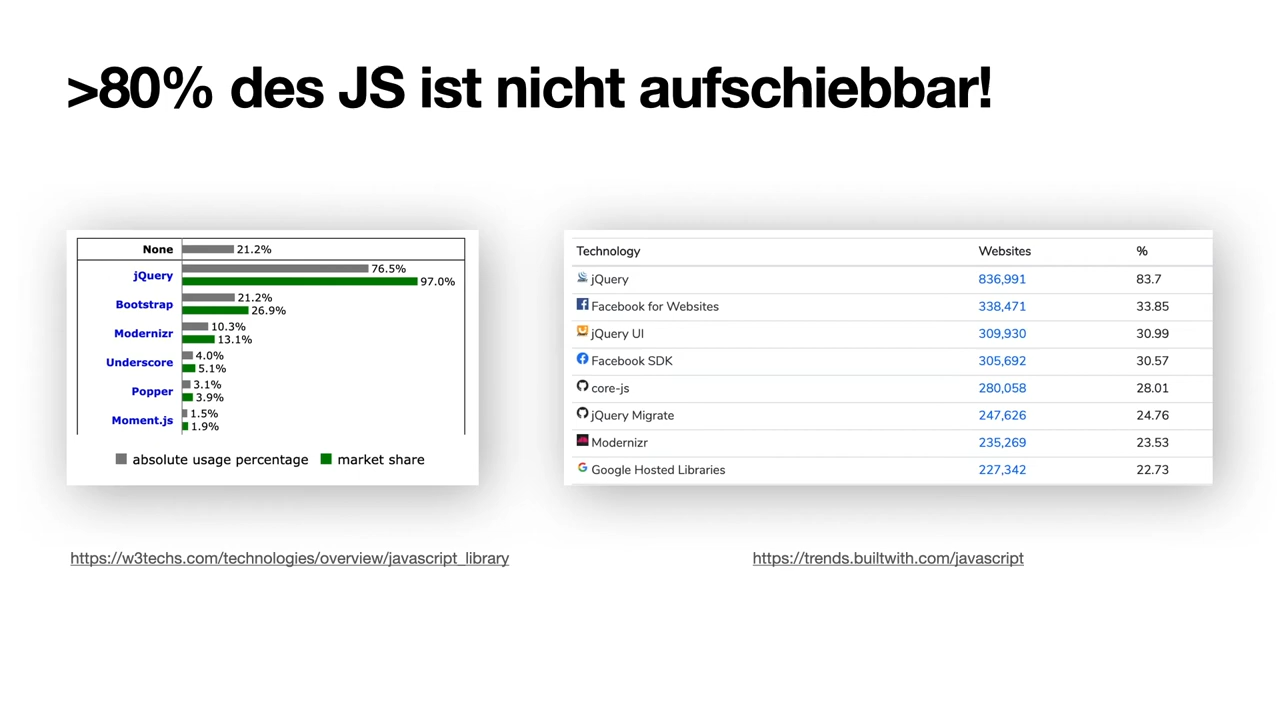 >80% des JS ist nicht aufschiebbar!
None 21.2%
jQuery 76.5%
97.0%
Bootstrap 21.2%
26.9%
Modernizr 10.3%
13.1%
Underscore 4.0%
5.1%
Popper 3.1%
3.9%
Moment.js 1.5%
1.9%
absolute usage percentage market share
https://w3techs.com/technologies/overview/javascript_library
Technology Websites %
jQuery 836,991 83.7
Facebook for Websites 338,471 33.85
jQuery UI 309,930 30.99
Facebook SDK 305,692 30.57
core-js 280,058 28.01
jQuery Migrate 247,626 24.76
Modernizr 235,269 23.53
Google Hosted Libraries 227,342 22.73
https://trends.builtwith.com/javascript